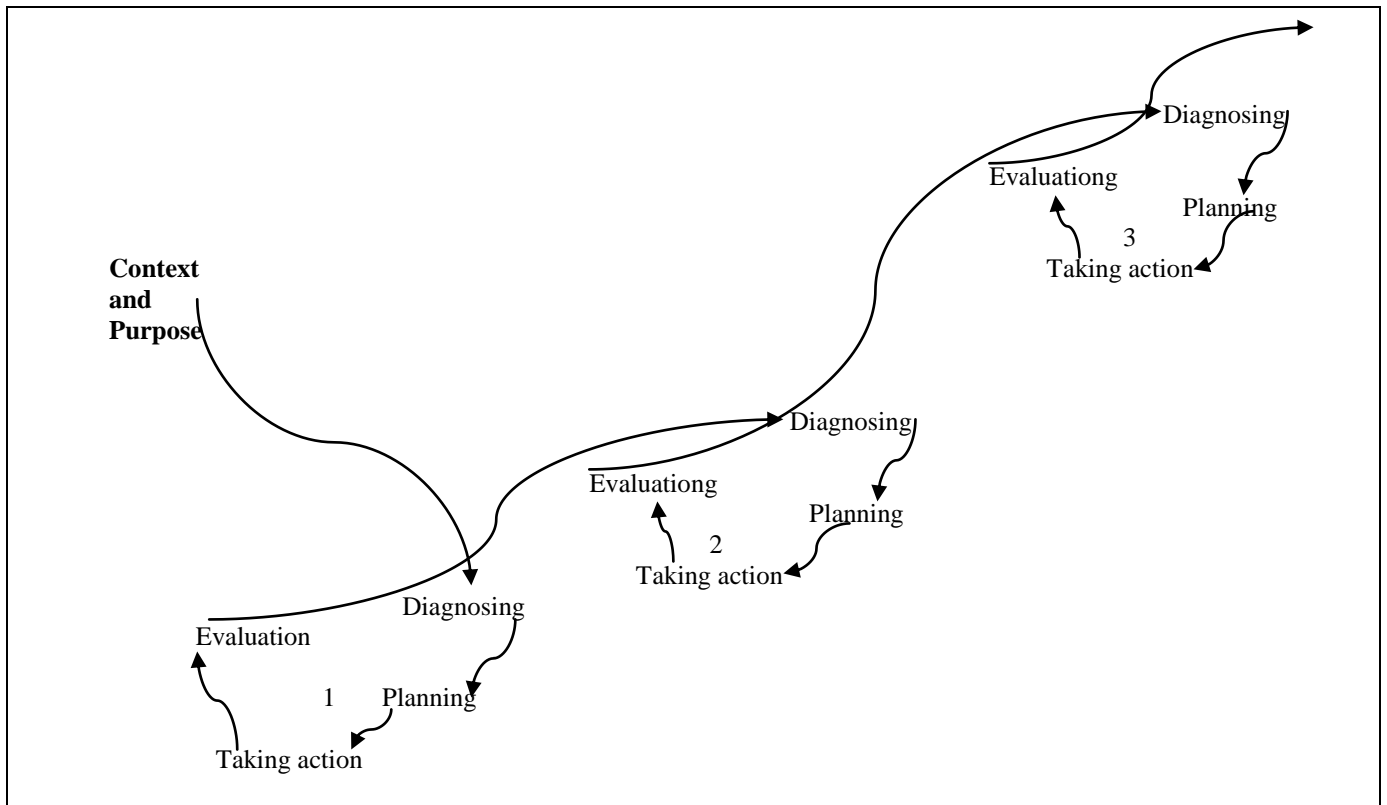 Diagnosing
Evaluationg
Planning
3
Taking action
Context
and
Purpose
Diagnosing
Evaluationg
Planning
2
Taking action
Diagnosing
Evaluation
1 Planning
Taking action